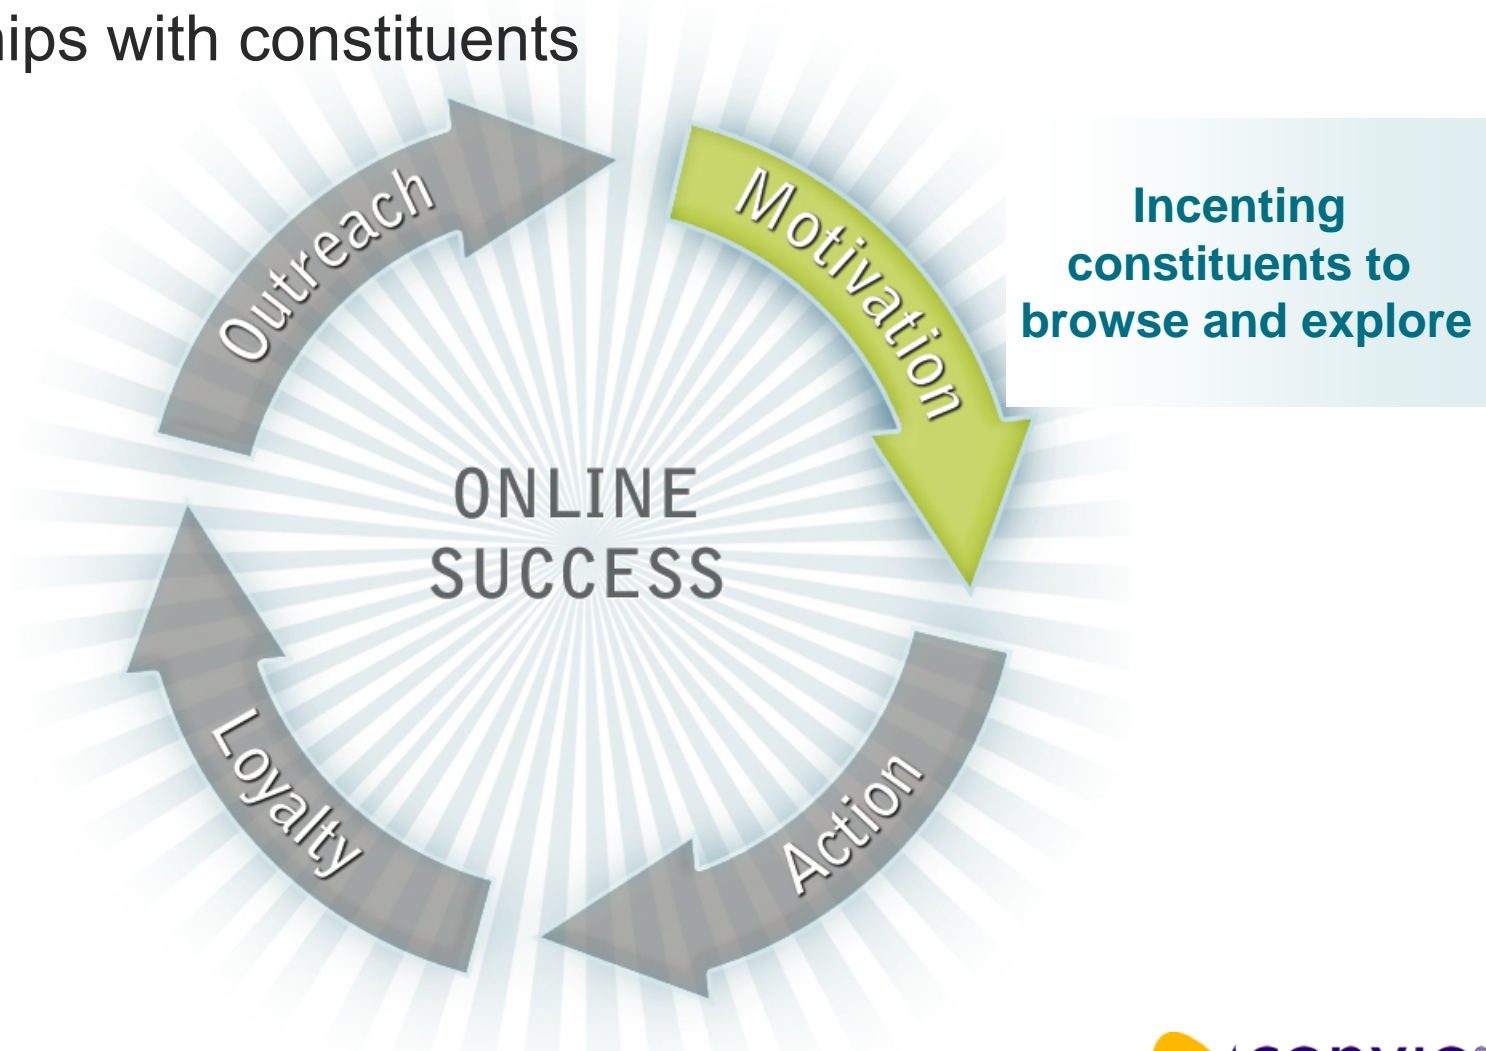 ips with constituents
Outreach
Motivation
Incenting
constituents to
browse and explore
ONLINE
SUCCESS
Loyalty
Action